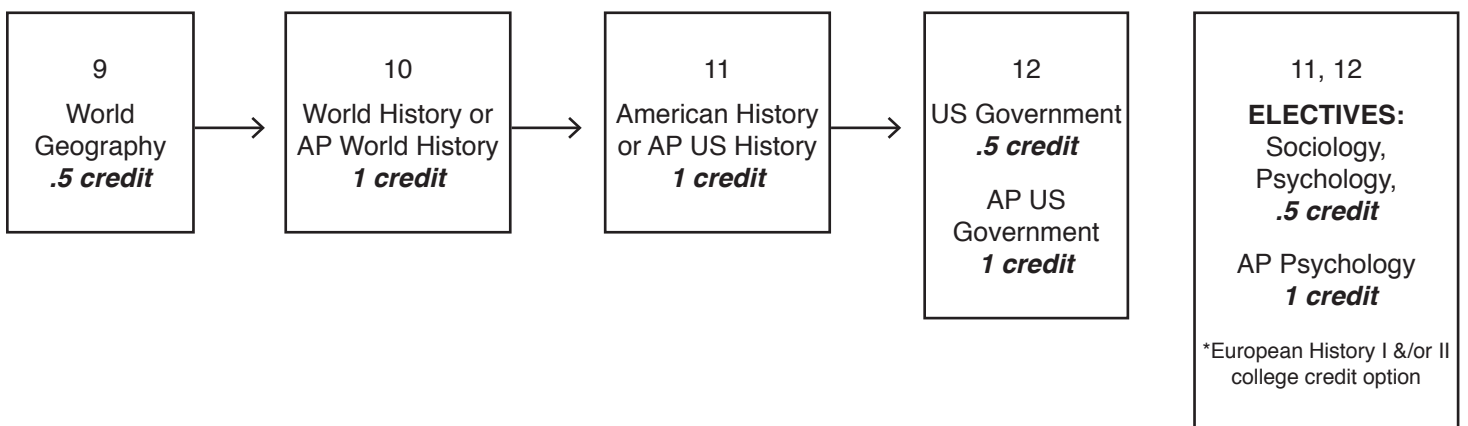 9
World
Geography
.5 credit
10
World History or
AP World History
1 credit
11
American History
or AP US History
1 credit
12
US Government
.5 credit
AP US
Government
1 credit
11, 12
ELECTIVES:
Sociology,
Psychology,
.5 credit
AP Psychology
1 credit
*European History I &/or II
college credit option